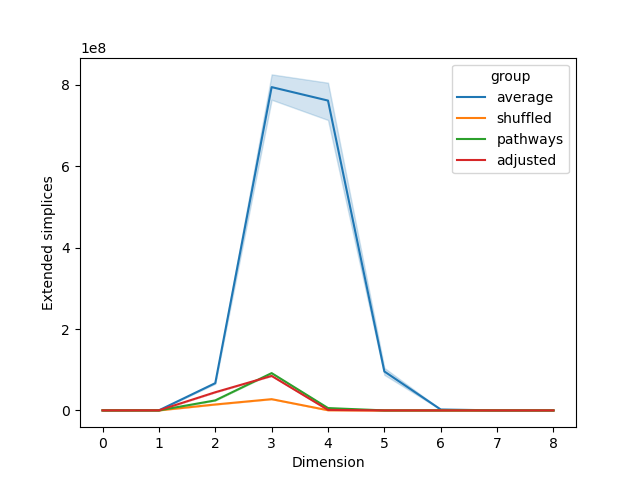 1e8
8
6
4
2
0
Extended simplices
0 1 2 3 4 5 6 7 8
Dimension
group
average
shuffled
pathways
adjusted